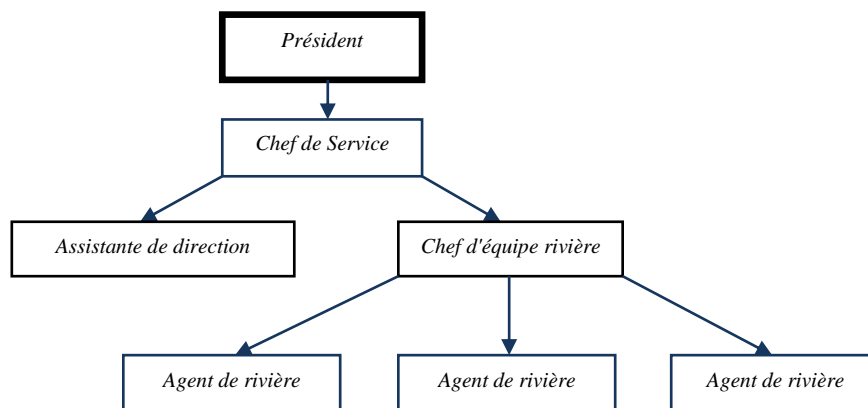 Président
Chef de Service
Assistante de direction
Chef d'équipe rivière
Agent de rivière
Agent de rivière
Agent de rivière